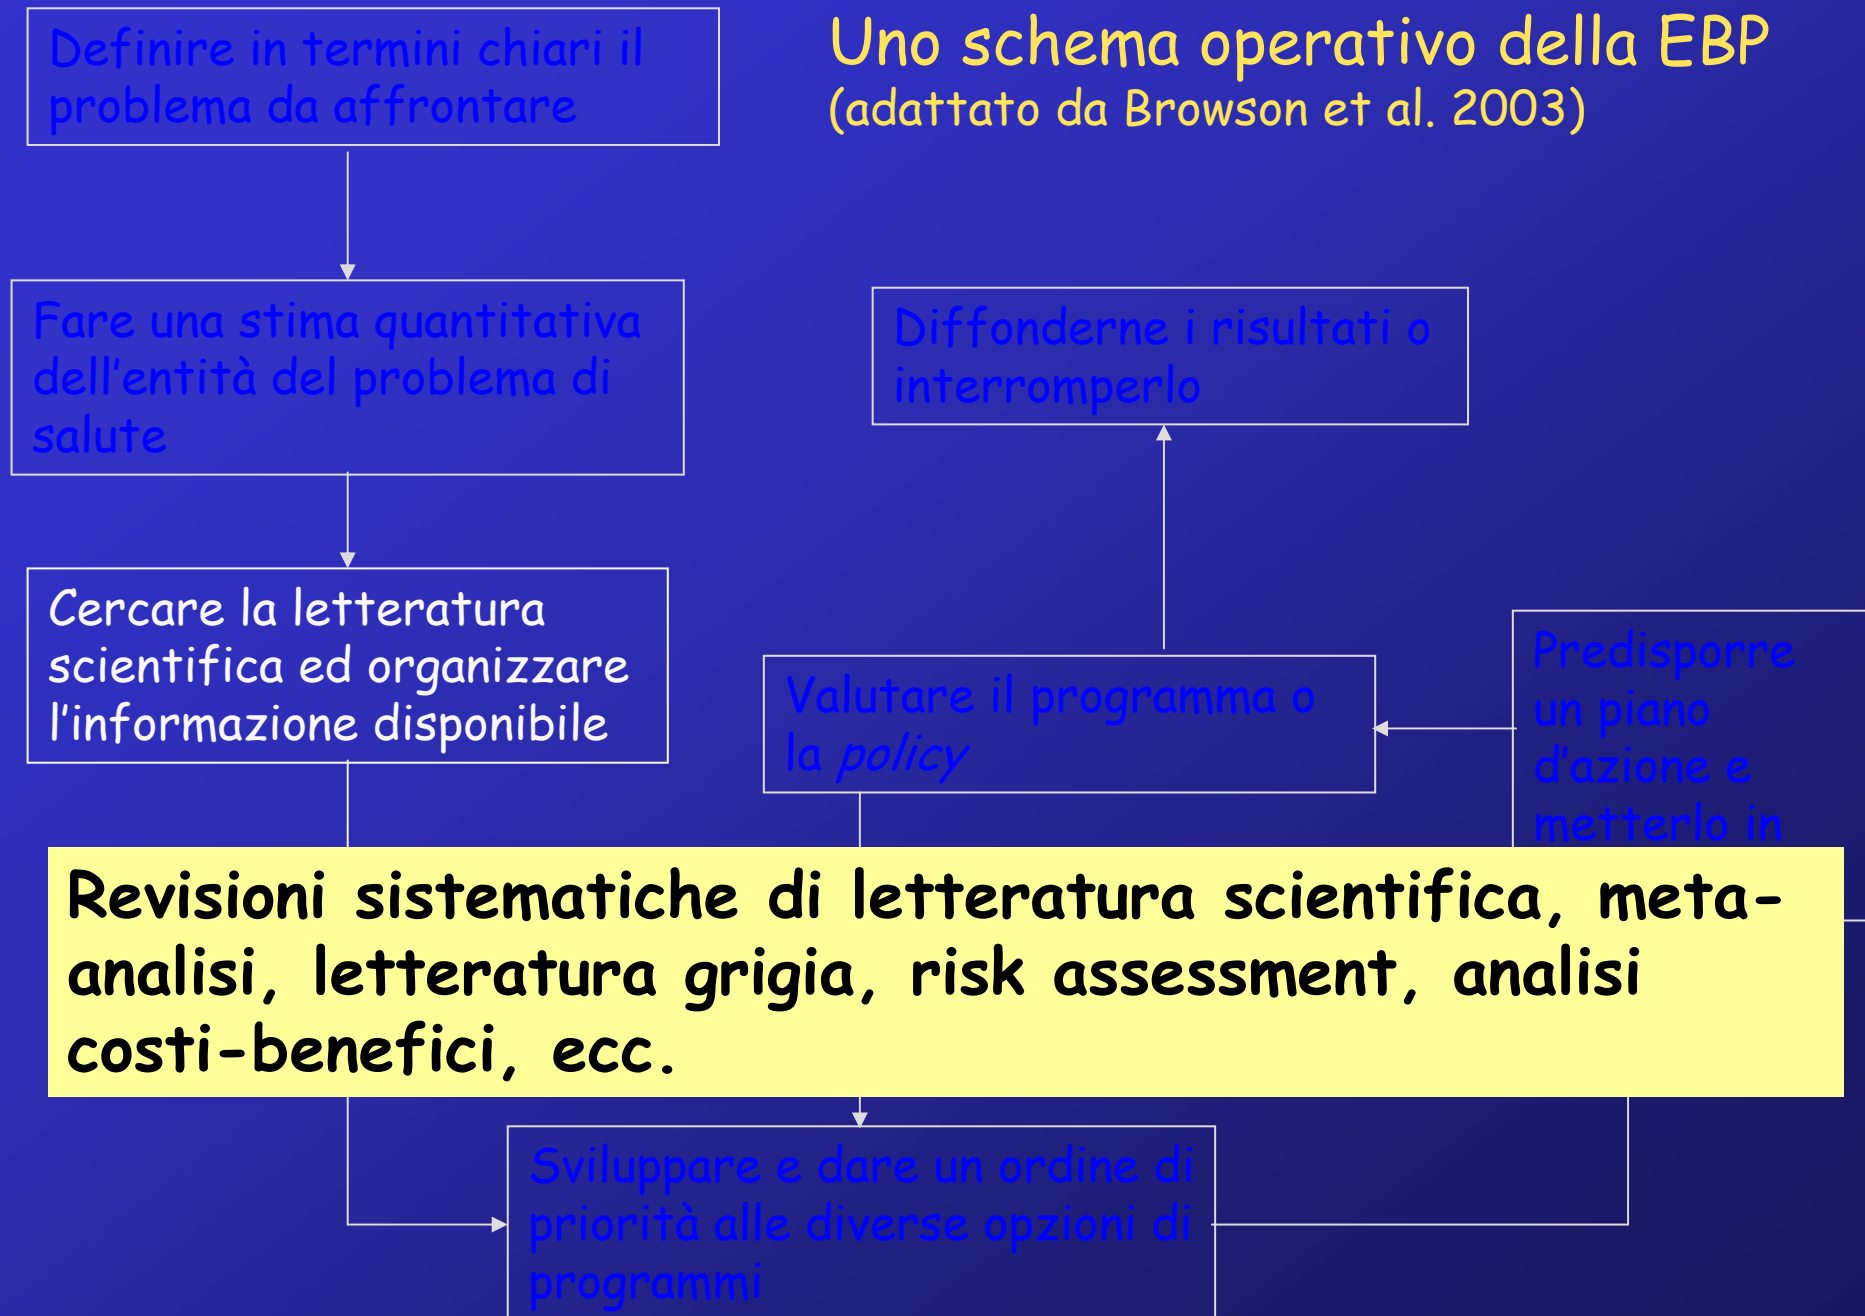 Uno schema operativo della EBP
(adattato da Browson et al. 2003)
Definire in termini chiari il
problema da affrontare
Fare una stima quantitativa
dell'entità del problema di
salute
Cercare la letteratura
scientifica ed organizzare
l'informazione disponibile
Diffonderne i risultati o
interromperlo
Valutare il programma o
la policy
Predisporre
un piano
d'azione e
metterlo in
Revisioni sistematiche di letteratura scientifica, meta-
analisi, letteratura grigia, risk assessment, analisi
costi-benefici, ecc.
Sviluppare e dare un ordine di
priorità alle diverse opzioni di
programmi